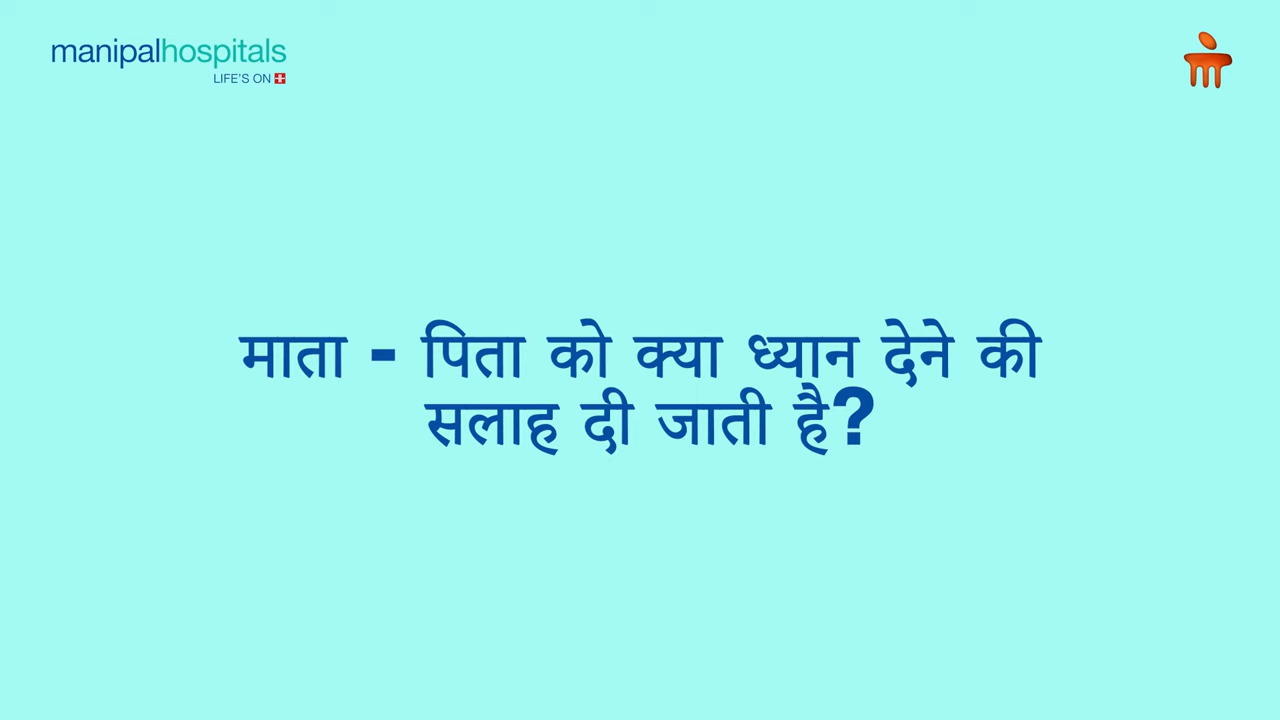 manipalhospitals
LIFE'S ON
माता - पिता को क्या ध्यान देने की
सलाह दी जाती है?